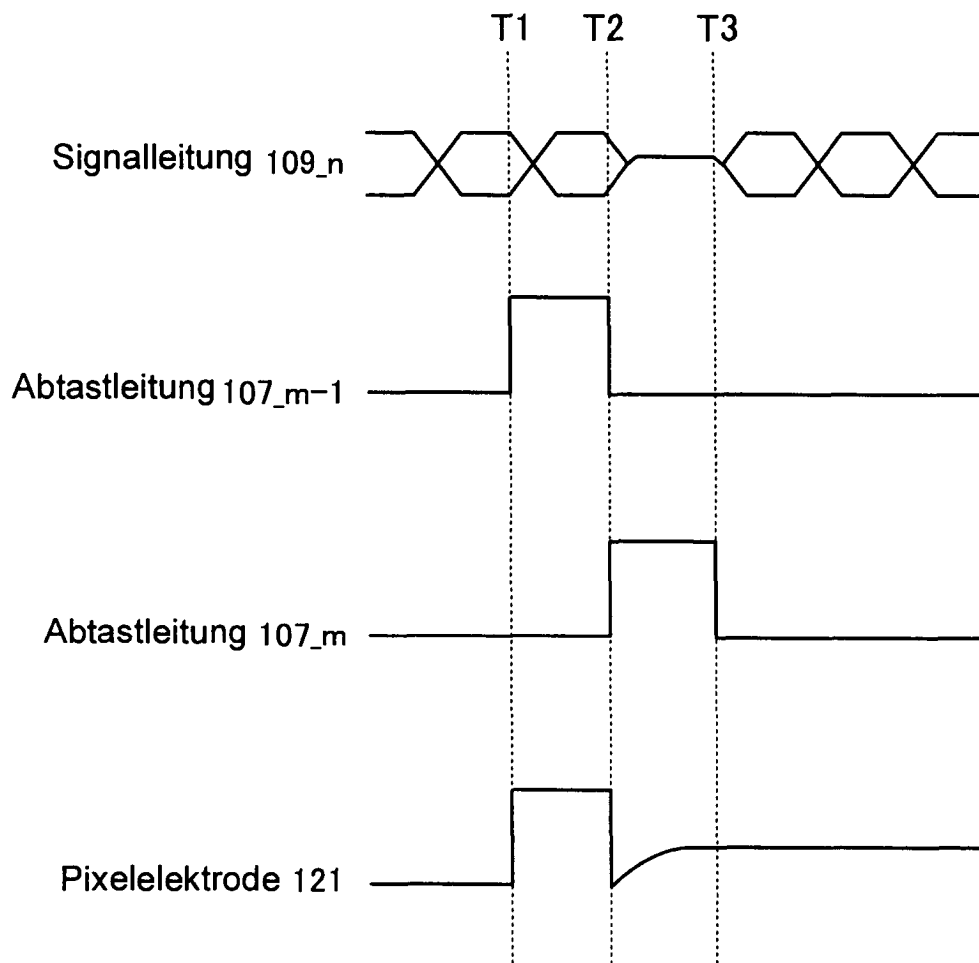 T1 T2 T3
Signalleitung 109_n
Abtastleitung 107_m-1
Abtastleitung 107_m
Pixelelektrode 121